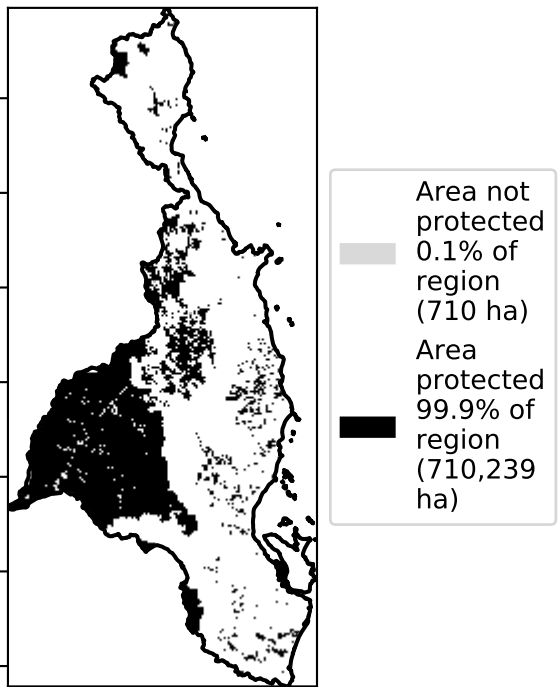 Area not
protected
0.1% of
region
(710 ha)
Area
protected
99.9% of
region
(710,239
ha)